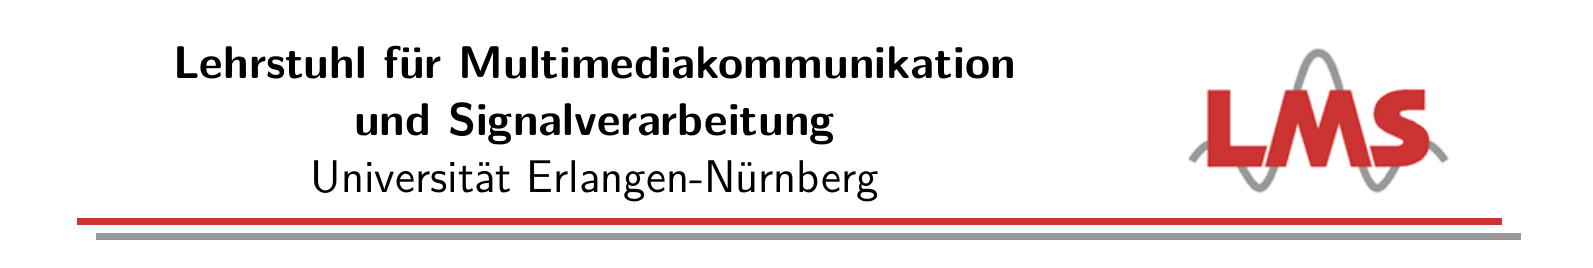 Lehrstuhl für Multimediakommunikation
und Signalverarbeitung
Universität Erlangen-Nürnberg
LMS